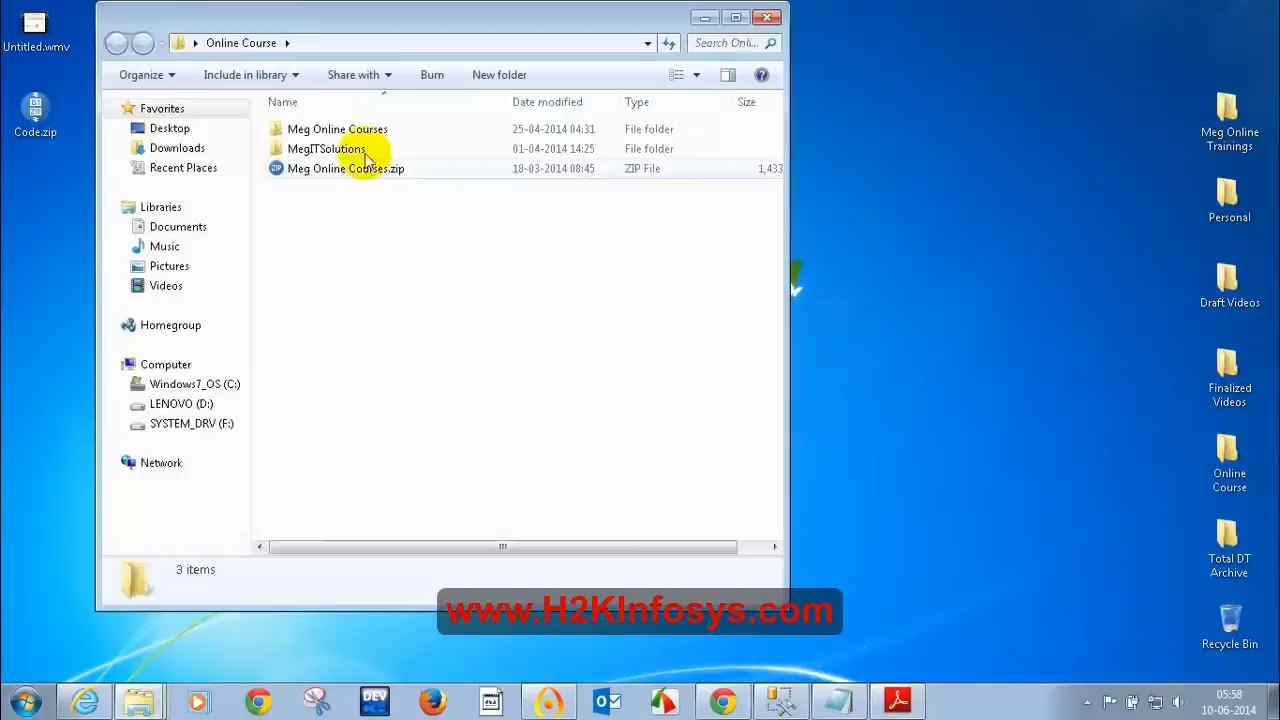 Untitled.wmv
Code.zip
Online Course
Search Onli...
Organize
Include in library
Share with
Burn
New folder
Name
Date modified
Type
Size
Favorites
Desktop
Downloads
Recent Places
Libraries
Documents
Music
Pictures
Videos
Homegroup
Computer
Windows7_OS (C:)
LENOVO (D:)
SYSTEM_DRV (F:)
Network
Meg Online Courses 25-04-2014 04:31 File folder
MegITSolutions 01-04-2014 14:25 File folder
ZIP Meg Online Courses.zip 18-03-2014 08:45 ZIP File 1,433
3 items
www.H2KInfosys.com
Meg Online
Trainings
Personal
Draft Videos
Finalized
Videos
Online
Course
Total DT
Archive
Recycle Bin
DEV
05:58
10-06-2014